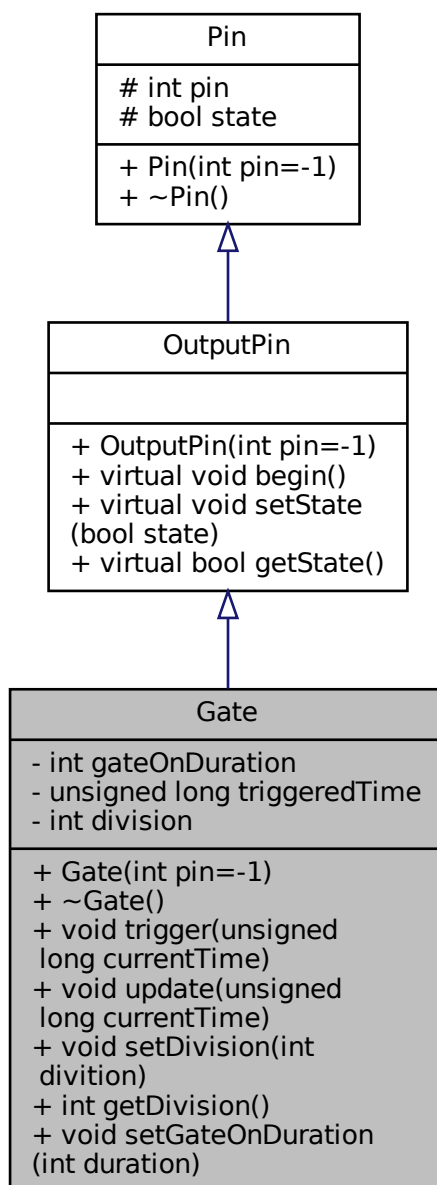 Pin
# int pin
# bool state
+ Pin(int pin=-1)
+ ~Pin()
OutputPin
+ OutputPin(int pin=-1)
+ virtual void begin()
+ virtual void setState
(bool state)
+ virtual bool getState()
Gate
- int gateOnDuration
- unsigned long triggeredTime
- int division
+ Gate(int pin=-1)
+ ~Gate()
+ void trigger(unsigned
long currentTime)
+ void update(unsigned
long currentTime)
+ void setDivision(int
divition)
+ int getDivision()
+ void setGateOnDuration
(int duration)